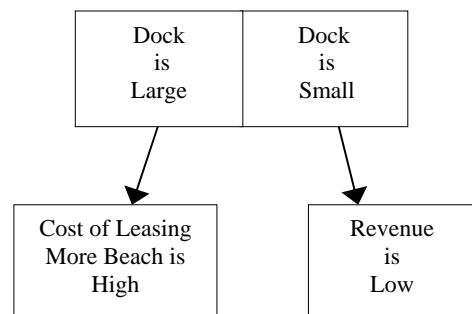 Dock
is
Large
Dock
is
Small
Cost of Leasing
More Beach is
High
Revenue
is
Low